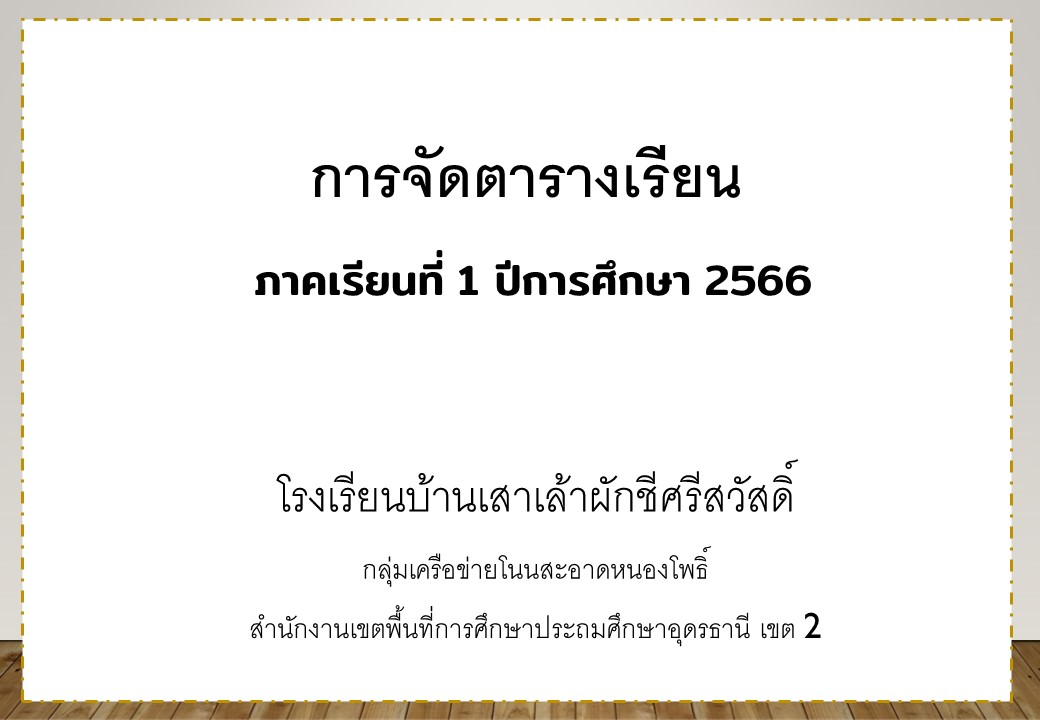 การจัดตารางเรียน
ภาคเรียนที่ 1 ปีการศึกษา 2566
โรงเรียนบ้านเสาเล้าผักชีศรีสวัสดิ์
กลุ่มเครือข่ายโนนสะอาดหนองโพธิ์
สำนักงานเขตพื้นที่การศึกษาประถมศึกษาอุดรธานี เขต 2